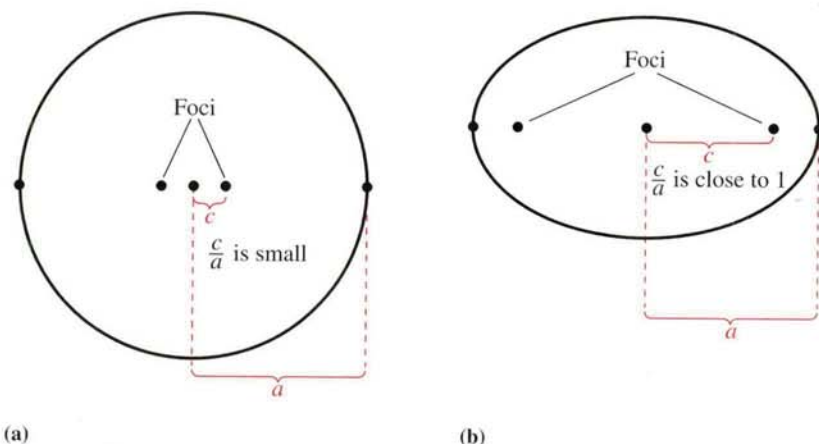 Foci
c
c/a is small
a
(a)
Foci
c
c/a is close to 1
a
(b)